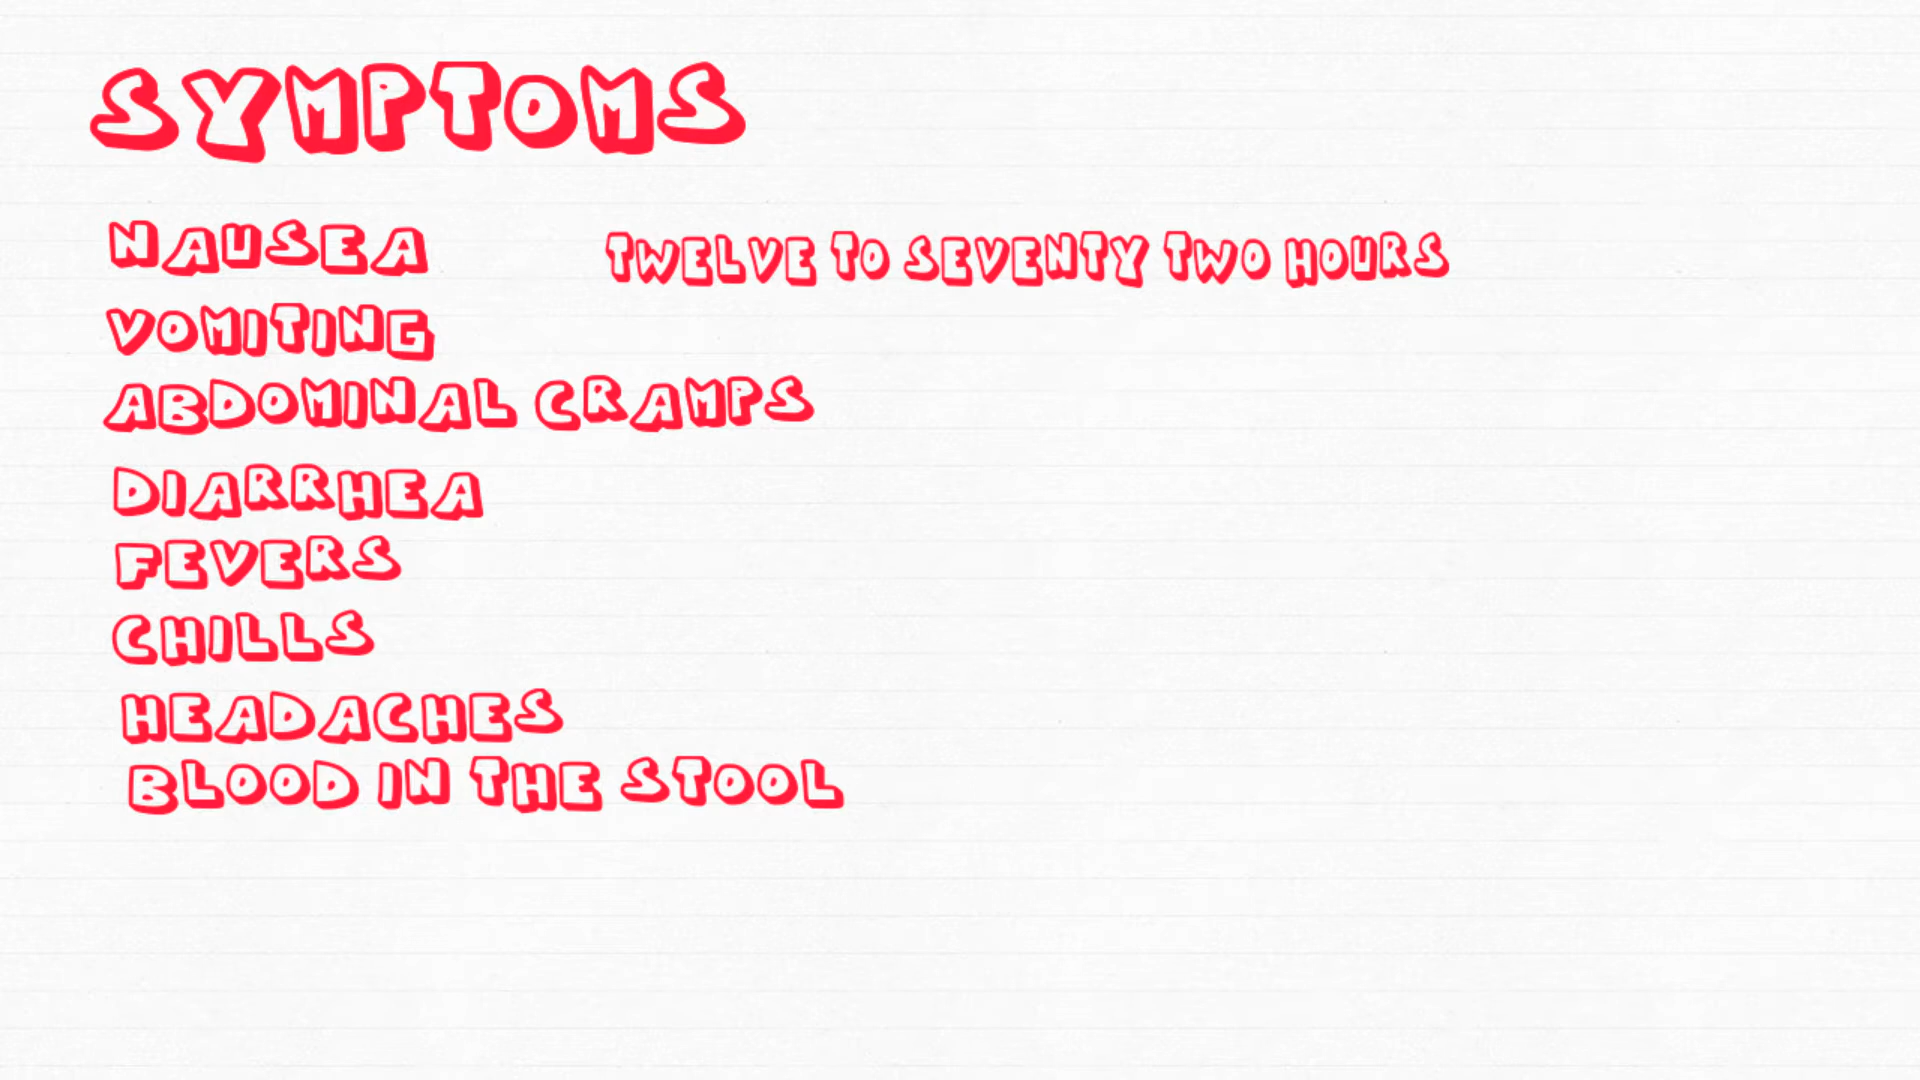 SYMPTOMS
NAUSEA
TWELVE TO SEVENTY TWO HOURS
VOMITING
ABDOMINAL CRAMPS
DIARRHEA
FEVERS
CHILLS
HEADACHES
BLOOD IN THE STOOL